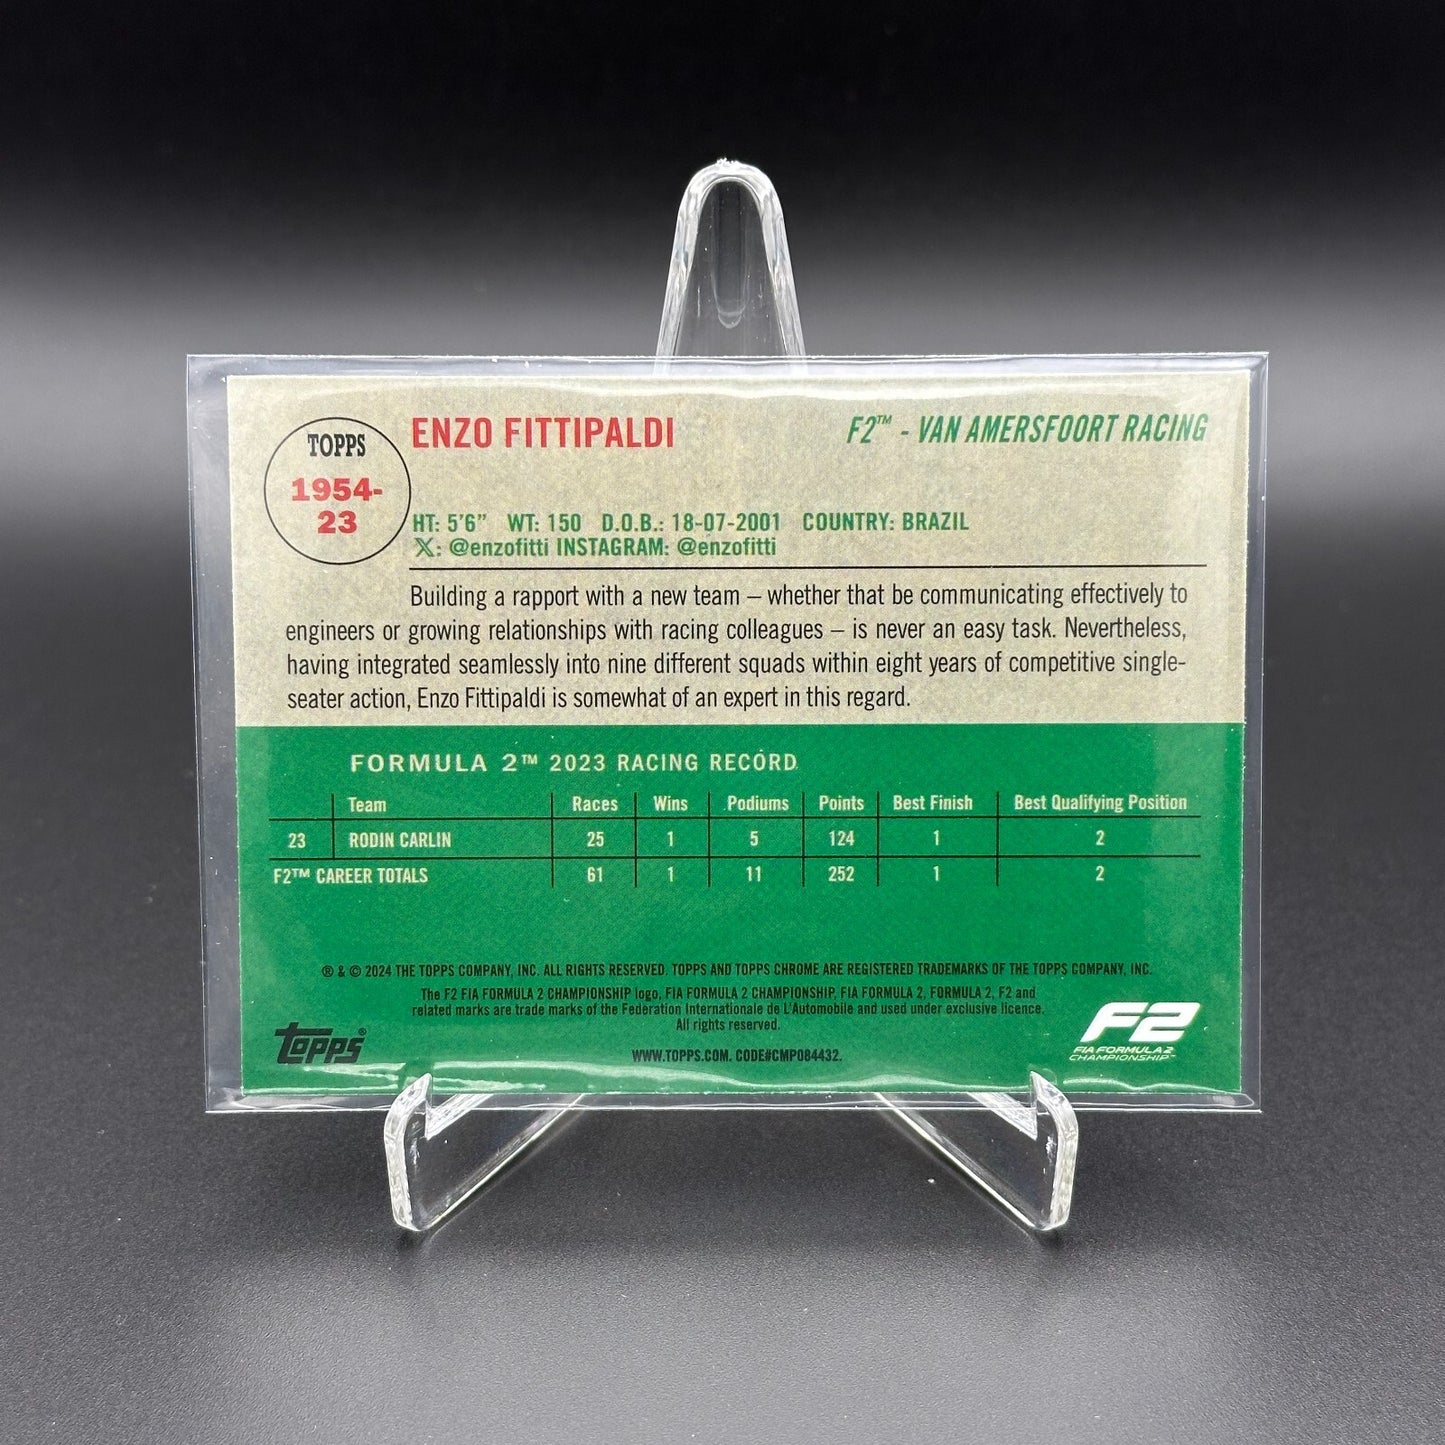 TOPPS
1954-
23
ENZO FITTIPALDI
F2™ - VAN AMERSFOORT RACING
HT: 5'6" WT: 150 D.O.B.: 18-07-2001 COUNTRY: BRAZIL
X: @enzofitti INSTAGRAM: @enzofitti
Building a rapport with a new team – whether that be communicating effectively to
engineers or growing relationships with racing colleagues – is never an easy task. Nevertheless,
having integrated seamlessly into nine different squads within eight years of competitive single-
seater action, Enzo Fittipaldi is somewhat of an expert in this regard.
FORMULA 2™ 2023 RACING RECORD
Team Races Wins Podiums Points Best Finish Best Qualifying Position
23 RODIN CARLIN 25 1 5 124 1 2
F2™ CAREER TOTALS 61 1 11 252 1 2
® & © 2024 THE TOPPS COMPANY, INC. ALL RIGHTS RESERVED. TOPPS AND TOPPS CHROME ARE REGISTERED TRADEMARKS OF THE TOPPS COMPANY, INC.
The F2 FIA FORMULA 2 CHAMPIONSHIP logo, FIA FORMULA 2 CHAMPIONSHIP, FIA FORMULA 2, FORMULA 2, F2 and
related marks are trade marks of the Federation Internationale de L'Automobile and used under exclusive licence.
All rights reserved.
WWW.TOPPS.COM. CODE#CMP084432.
TOPPS®
F2
FIA FORMULA 2
CHAMPIONSHIP™